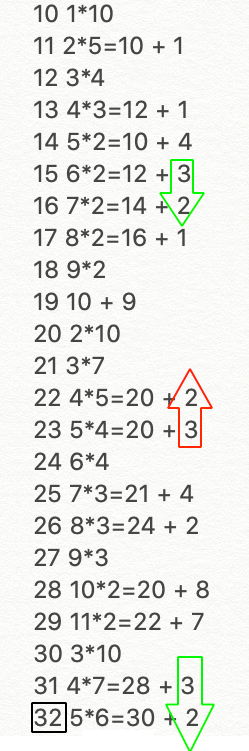 10 1*10
11 2*5=10 + 1
12 3*4
13 4*3=12 + 1
14 5*2=10 + 4
15 6*2=12 + 3
16 7*2=14 + 2
17 8*2=16 + 1
18 9*2
19 10 + 9
20 2*10
21 3*7
22 4*5=20 + 2
23 5*4=20 + 3
24 6*4
25 7*3=21 + 4
26 8*3=24 + 2
27 9*3
28 10*2=20 + 8
29 11*2=22 + 7
30 3*10
31 4*7=28 + 3
32 5*6=30 + 2